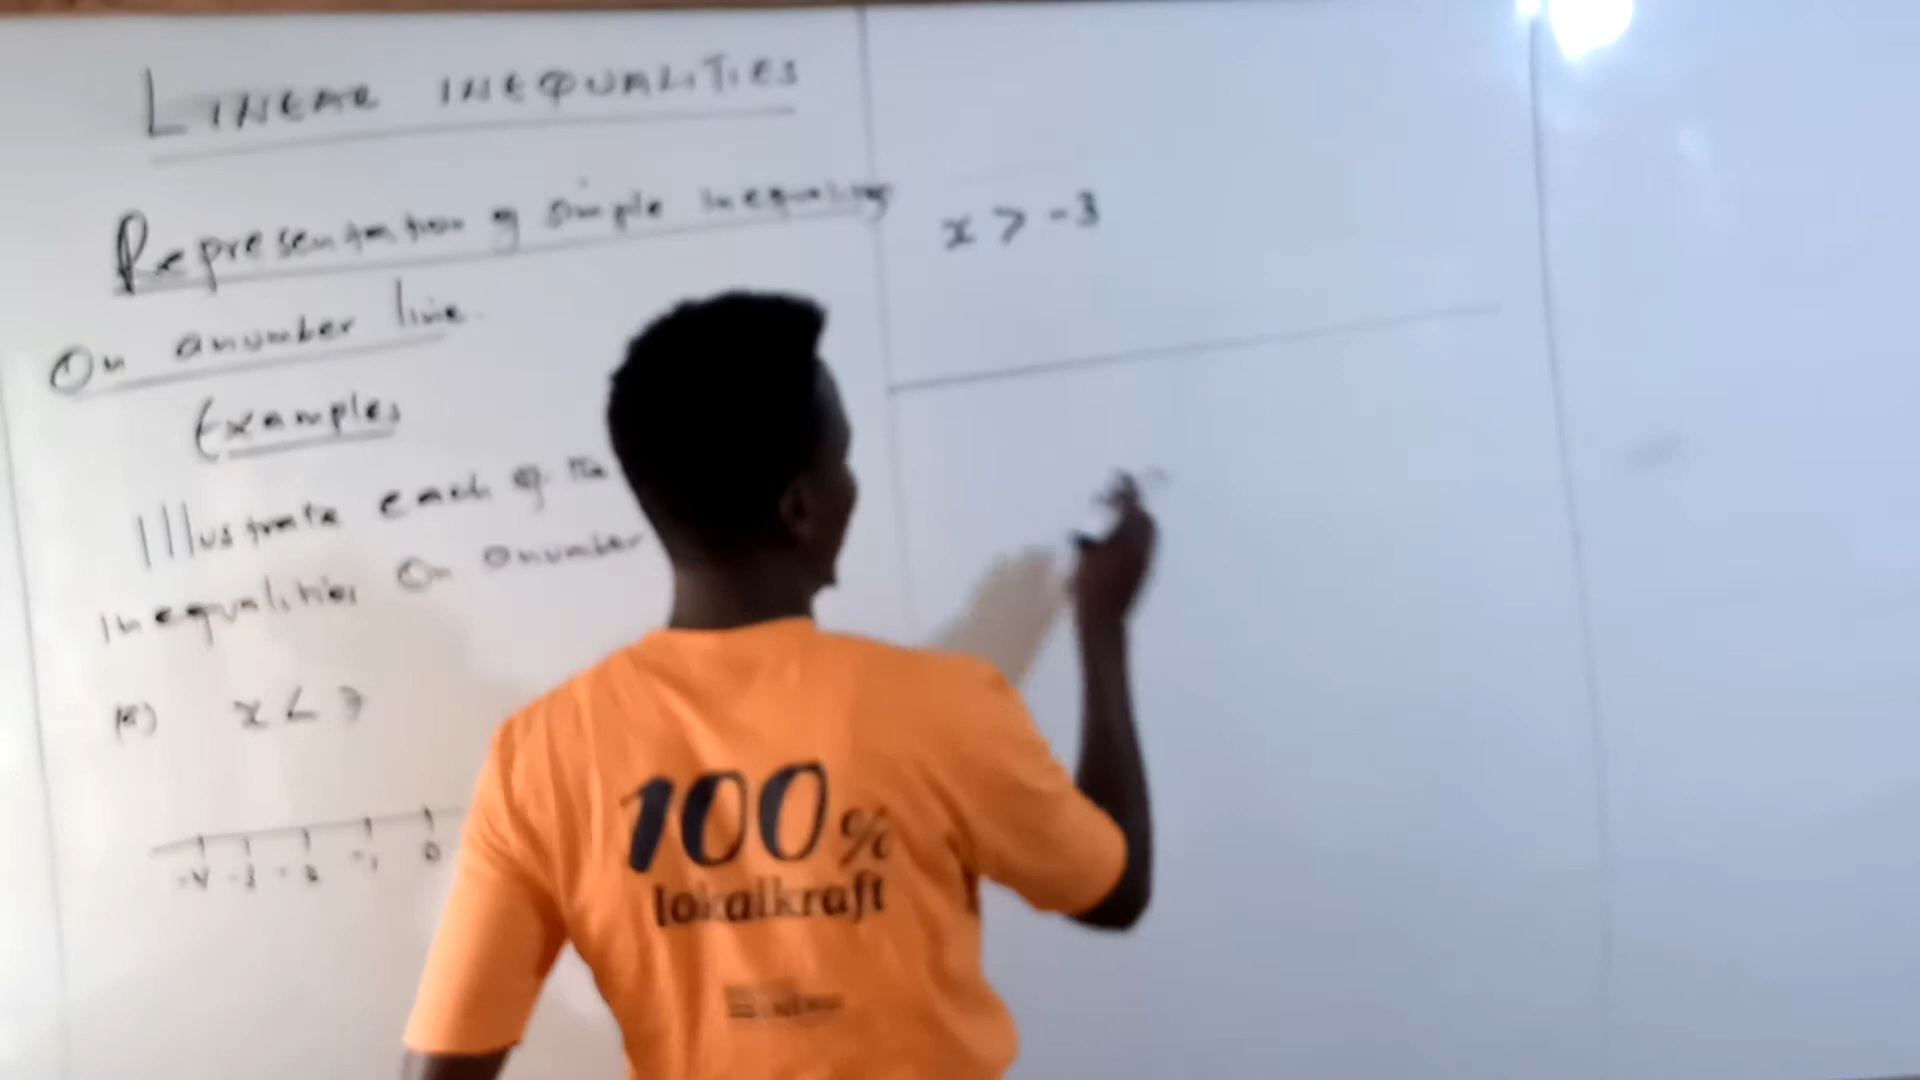 LINEAR INEQUALITIES
Representation of simple inequality
On a number line.
Examples
Illustrate each of the
inequalities On a number
x < 3
-4 -3 -2 -1 0
x > -3
100%
lokalkraft